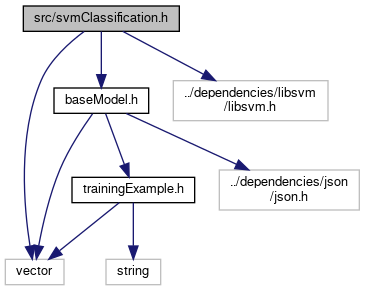 src/svmClassification.h
../dependencies/libsvm
/libsvm.h
baseModel.h
trainingExample.h
../dependencies/json
/json.h
vector
string